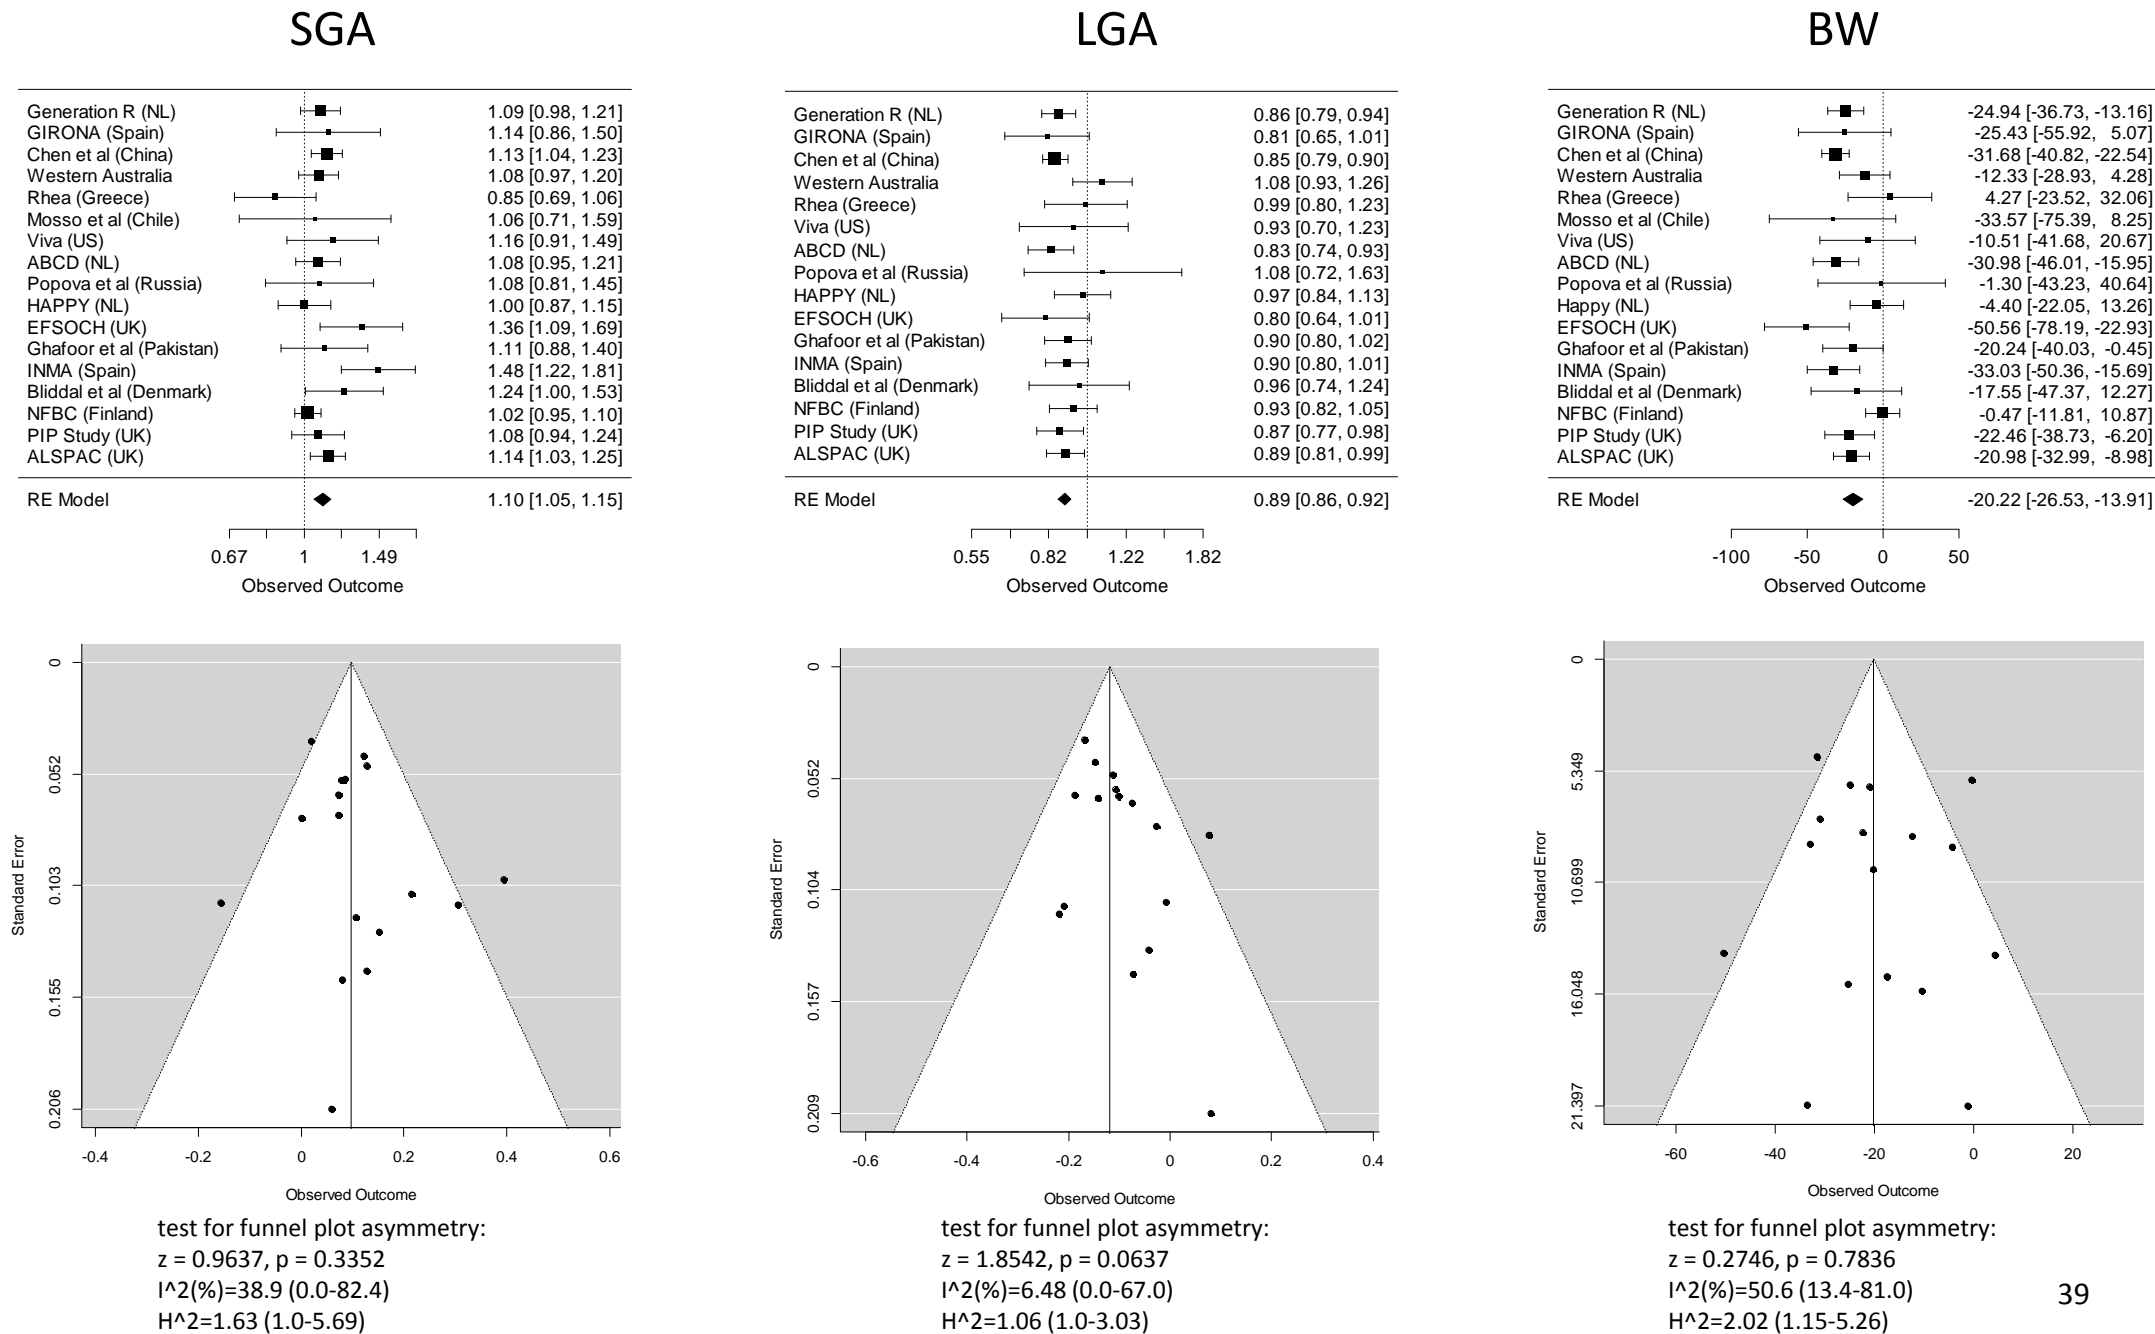 SGA
Generation R (NL) 1.09 [0.98, 1.21]
GIRONA (Spain) 1.14 [0.86, 1.50]
Chen et al (China) 1.13 [1.04, 1.23]
Western Australia 1.08 [0.97, 1.20]
Rhea (Greece) 0.85 [0.69, 1.06]
Mosso et al (Chile) 1.06 [0.71, 1.59]
Viva (US) 1.16 [0.91, 1.49]
ABCD (NL) 1.08 [0.95, 1.21]
Popova et al (Russia) 1.08 [0.81, 1.45]
HAPPY (NL) 1.00 [0.87, 1.15]
EFSOCH (UK) 1.36 [1.09, 1.69]
Ghafoor et al (Pakistan) 1.11 [0.88, 1.40]
INMA (Spain) 1.48 [1.22, 1.81]
Bliddal et al (Denmark) 1.24 [1.00, 1.53]
NFBC (Finland) 1.02 [0.95, 1.10]
PIP Study (UK) 1.08 [0.94, 1.24]
ALSPAC (UK) 1.14 [1.03, 1.25]
RE Model 1.10 [1.05, 1.15]
0.67 1 1.49
Observed Outcome
LGA
Generation R (NL) 0.86 [0.79, 0.94]
GIRONA (Spain) 0.81 [0.65, 1.01]
Chen et al (China) 0.85 [0.79, 0.90]
Western Australia 1.08 [0.93, 1.26]
Rhea (Greece) 0.99 [0.80, 1.23]
Viva (US) 0.93 [0.70, 1.23]
ABCD (NL) 0.83 [0.74, 0.93]
Popova et al (Russia) 1.08 [0.72, 1.63]
HAPPY (NL) 0.97 [0.84, 1.13]
EFSOCH (UK) 0.80 [0.64, 1.01]
Ghafoor et al (Pakistan) 0.90 [0.80, 1.02]
INMA (Spain) 0.90 [0.80, 1.01]
Bliddal et al (Denmark) 0.96 [0.74, 1.24]
NFBC (Finland) 0.93 [0.82, 1.05]
PIP Study (UK) 0.87 [0.77, 0.98]
ALSPAC (UK) 0.89 [0.81, 0.99]
RE Model 0.89 [0.86, 0.92]
0.55 0.82 1.22 1.82
Observed Outcome
BW
Generation R (NL) -24.94 [-36.73, -13.16]
GIRONA (Spain) -25.43 [-55.92, 5.07]
Chen et al (China) -31.68 [-40.82, -22.54]
Western Australia -12.33 [-28.93, 4.28]
Rhea (Greece) 4.27 [-23.52, 32.06]
Mosso et al (Chile) -33.57 [-75.39, 8.25]
Viva (US) -10.51 [-41.68, 20.67]
ABCD (NL) -30.98 [-46.01, -15.95]
Popova et al (Russia) -1.30 [-43.23, 40.64]
Happy (NL) -4.40 [-22.05, 13.26]
EFSOCH (UK) -50.56 [-78.19, -22.93]
Ghafoor et al (Pakistan) -20.24 [-40.03, -0.45]
INMA (Spain) -33.03 [-50.36, -15.69]
Bliddal et al (Denmark) -17.55 [-47.37, 12.27]
NFBC (Finland) -0.47 [-11.81, 10.87]
PIP Study (UK) -22.46 [-38.73, -6.20]
ALSPAC (UK) -20.98 [-32.99, -8.98]
RE Model -20.22 [-26.53, -13.91]
-100 -50 0 50
Observed Outcome
Standard Error
0
0.052
0.103
0.155
0.206
-0.4 -0.2 0 0.2 0.4 0.6
Observed Outcome
test for funnel plot asymmetry:
z = 0.9637, p = 0.3352
I^2(%)=38.9 (0.0-82.4)
H^2=1.63 (1.0-5.69)
Standard Error
0
0.052
0.104
0.157
0.209
-0.6 -0.4 -0.2 0 0.2 0.4
Observed Outcome
test for funnel plot asymmetry:
z = 1.8542, p = 0.0637
I^2(%)=6.48 (0.0-67.0)
H^2=1.06 (1.0-3.03)
Standard Error
0
5.349
10.699
16.048
21.397
-60 -40 -20 0 20
Observed Outcome
test for funnel plot asymmetry:
z = 0.2746, p = 0.7836
I^2(%)=50.6 (13.4-81.0)
H^2=2.02 (1.15-5.26)
39